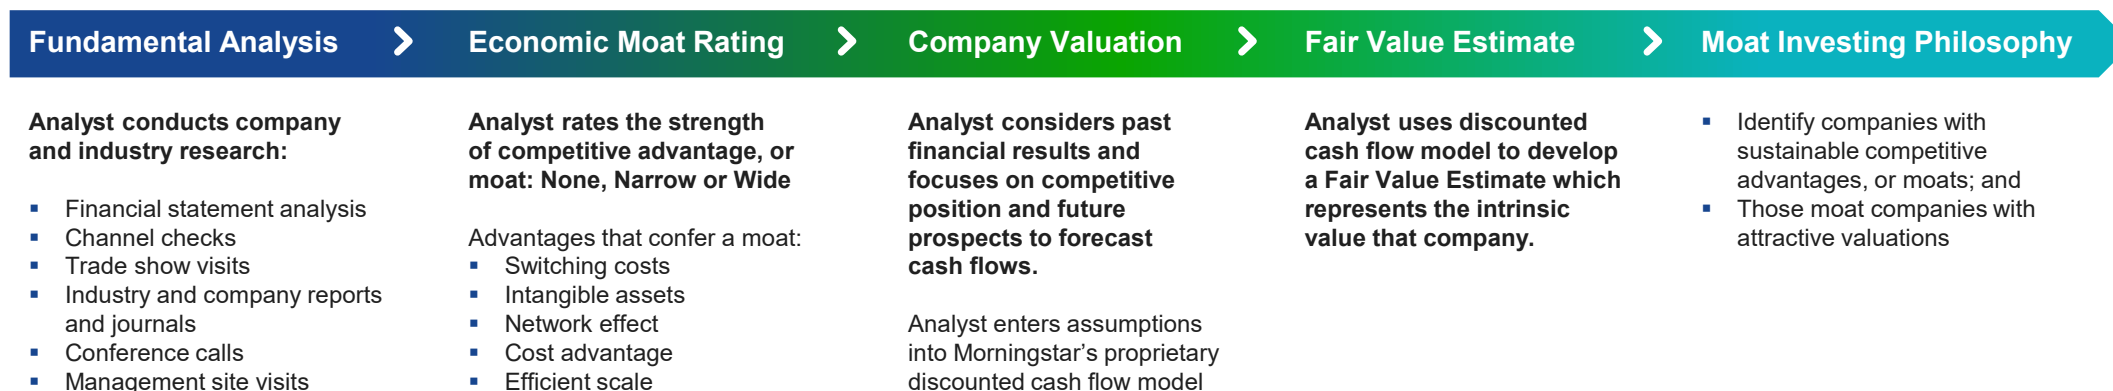 Fundamental Analysis
Economic Moat Rating
Company Valuation
Fair Value Estimate
Moat Investing Philosophy
Analyst conducts company
and industry research:
▪ Financial statement analysis
▪ Channel checks
▪ Trade show visits
▪ Industry and company reports
and journals
▪ Conference calls
▪ Management site visits
Analyst rates the strength
of competitive advantage, or
moat: None, Narrow or Wide
Advantages that confer a moat:
▪ Switching costs
▪ Intangible assets
▪ Network effect
▪ Cost advantage
▪ Efficient scale
Analyst considers past
financial results and
focuses on competitive
position and future
prospects to forecast
cash flows.
Analyst enters assumptions
into Morningstar’s proprietary
discounted cash flow model
Analyst uses discounted
cash flow model to develop
a Fair Value Estimate which
represents the intrinsic
value that company.
▪ Identify companies with
sustainable competitive
advantages, or moats; and
▪ Those moat companies with
attractive valuations